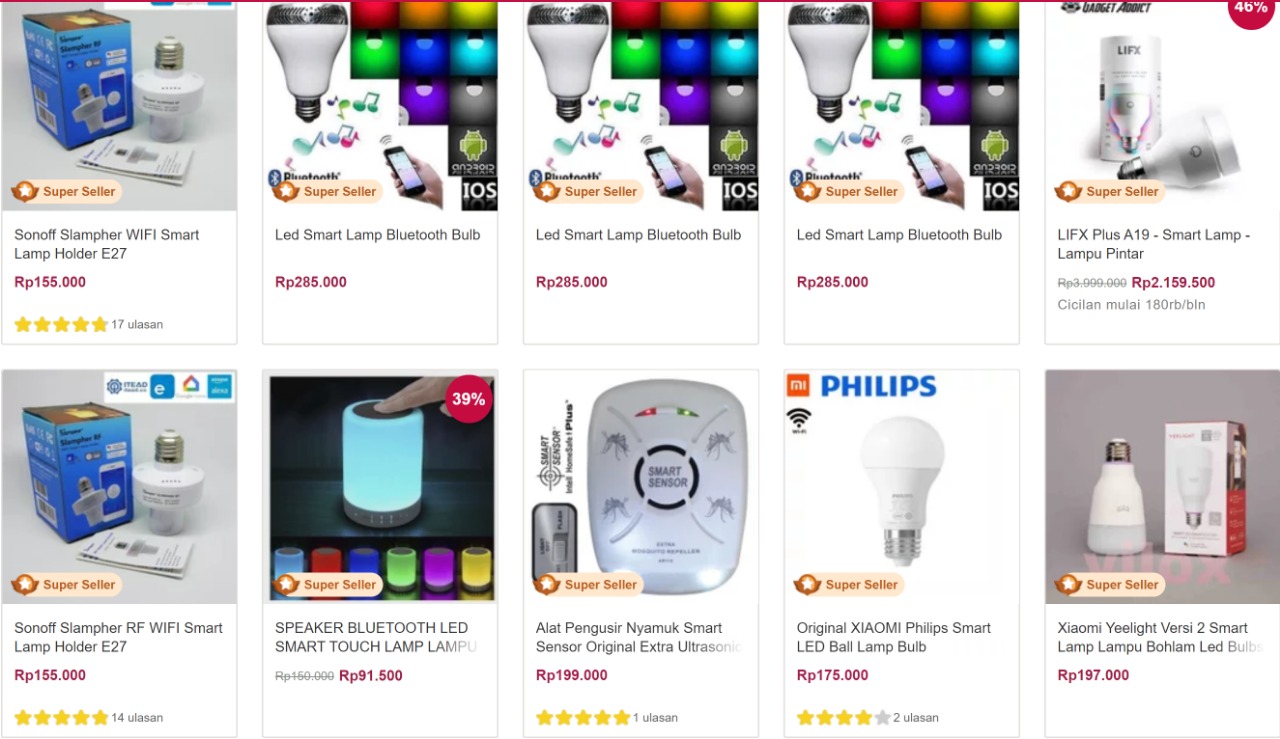 GADGET ADDICT
46%
Sonoff
Slampher RF
LIFX
ANDROID
ANDROID
ANDROID
Bluetooth
Bluetooth
Bluetooth
IOS
IOS
IOS
Super Seller
Super Seller
Super Seller
Super Seller
Super Seller
Sonoff Slampher WIFI Smart
Lamp Holder E27
Rp155.000
17 ulasan
Led Smart Lamp Bluetooth Bulb
Rp285.000
Led Smart Lamp Bluetooth Bulb
Rp285.000
Led Smart Lamp Bluetooth Bulb
Rp285.000
LIFX Plus A19 - Smart Lamp -
Lampu Pintar
Rp3.999.000 Rp2.159.500
Cicilan mulai 180rb/bln
ITEAD
Slampher RF
Super Seller
Sonoff Slampher RF WIFI Smart
Lamp Holder E27
Rp155.000
14 ulasan
39%
Super Seller
SPEAKER BLUETOOTH LED
SMART TOUCH LAMP LAMPU
Rp150.000 Rp91.500
SMART
SENSOR
Intell HomeSafe Plus
SMART
SENSOR
EXTRA
MOSQUITO REPELLER
LIGHT
OFF
FLASH
Super Seller
Alat Pengusir Nyamuk Smart
Sensor Original Extra Ultrasonic
Rp199.000
1 ulasan
mi PHILIPS
Wi-Fi
PHILIPS
Super Seller
Original XIAOMI Philips Smart
LED Ball Lamp Bulb
Rp175.000
2 ulasan
YEELIGHT
Super Seller
Xiaomi Yeelight Versi 2 Smart
Lamp Lampu Bohlam Led Bulbs
Rp197.000